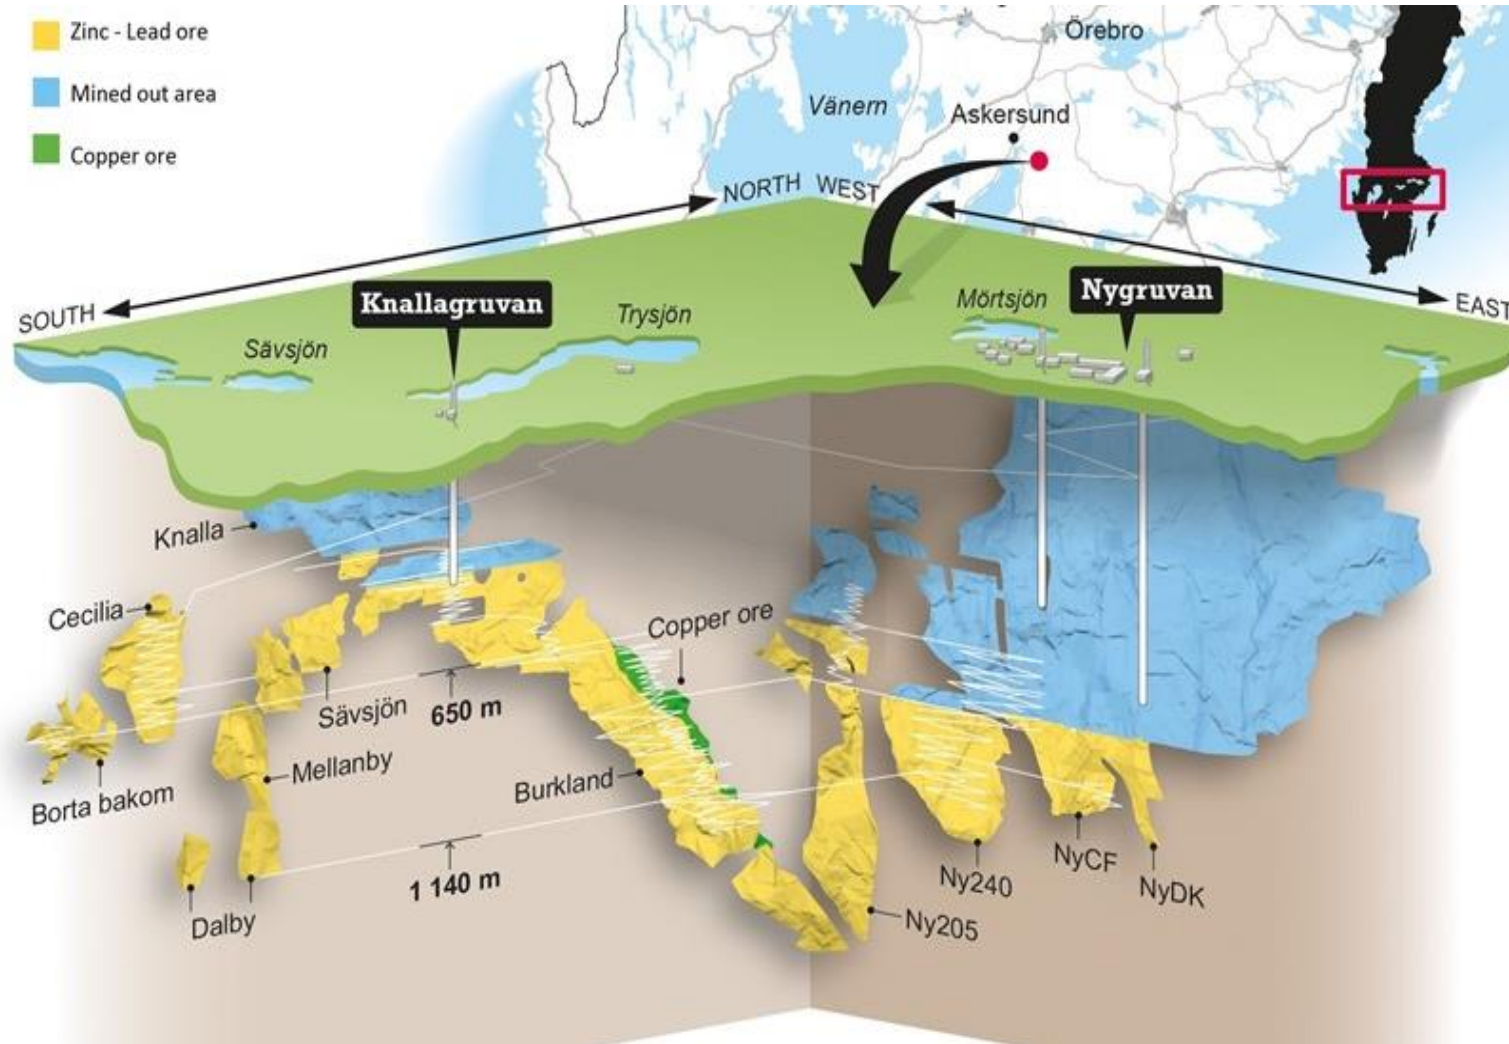 Zinc - Lead ore
Mined out area
Copper ore
Örebro
Vänern
Askersund
NORTH WEST
SOUTH
EAST
Knallagruvan
Nygruvan
Mörtsjön
Trysjön
Sävsjön
Knalla
Cecilia
Copper ore
Sävsjön
650 m
Mellanby
Burkland
Borta bakom
1 140 m
Dalby
NyCF
Ny240
NyDK
Ny205